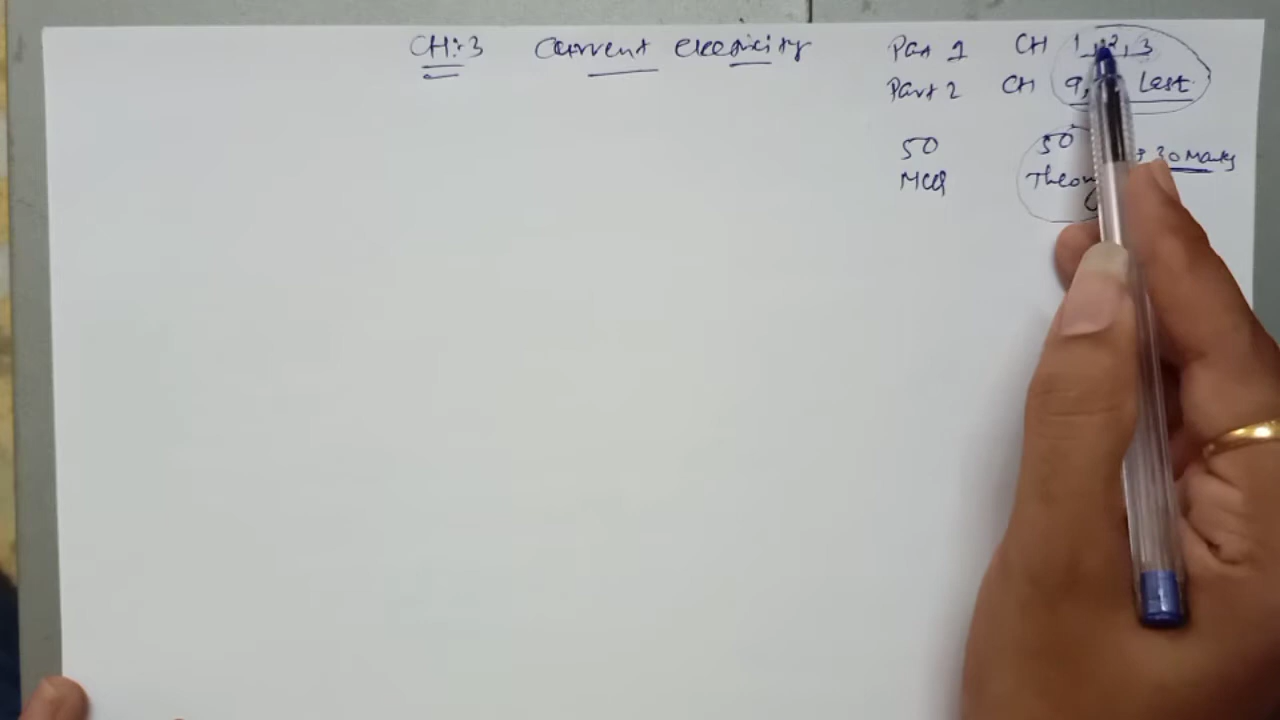 CH:3 Current Electricity
Part 1 CH 1, 2, 3
Part 2 CH 9, Last
50 50
30 Marks
MCQ Theory